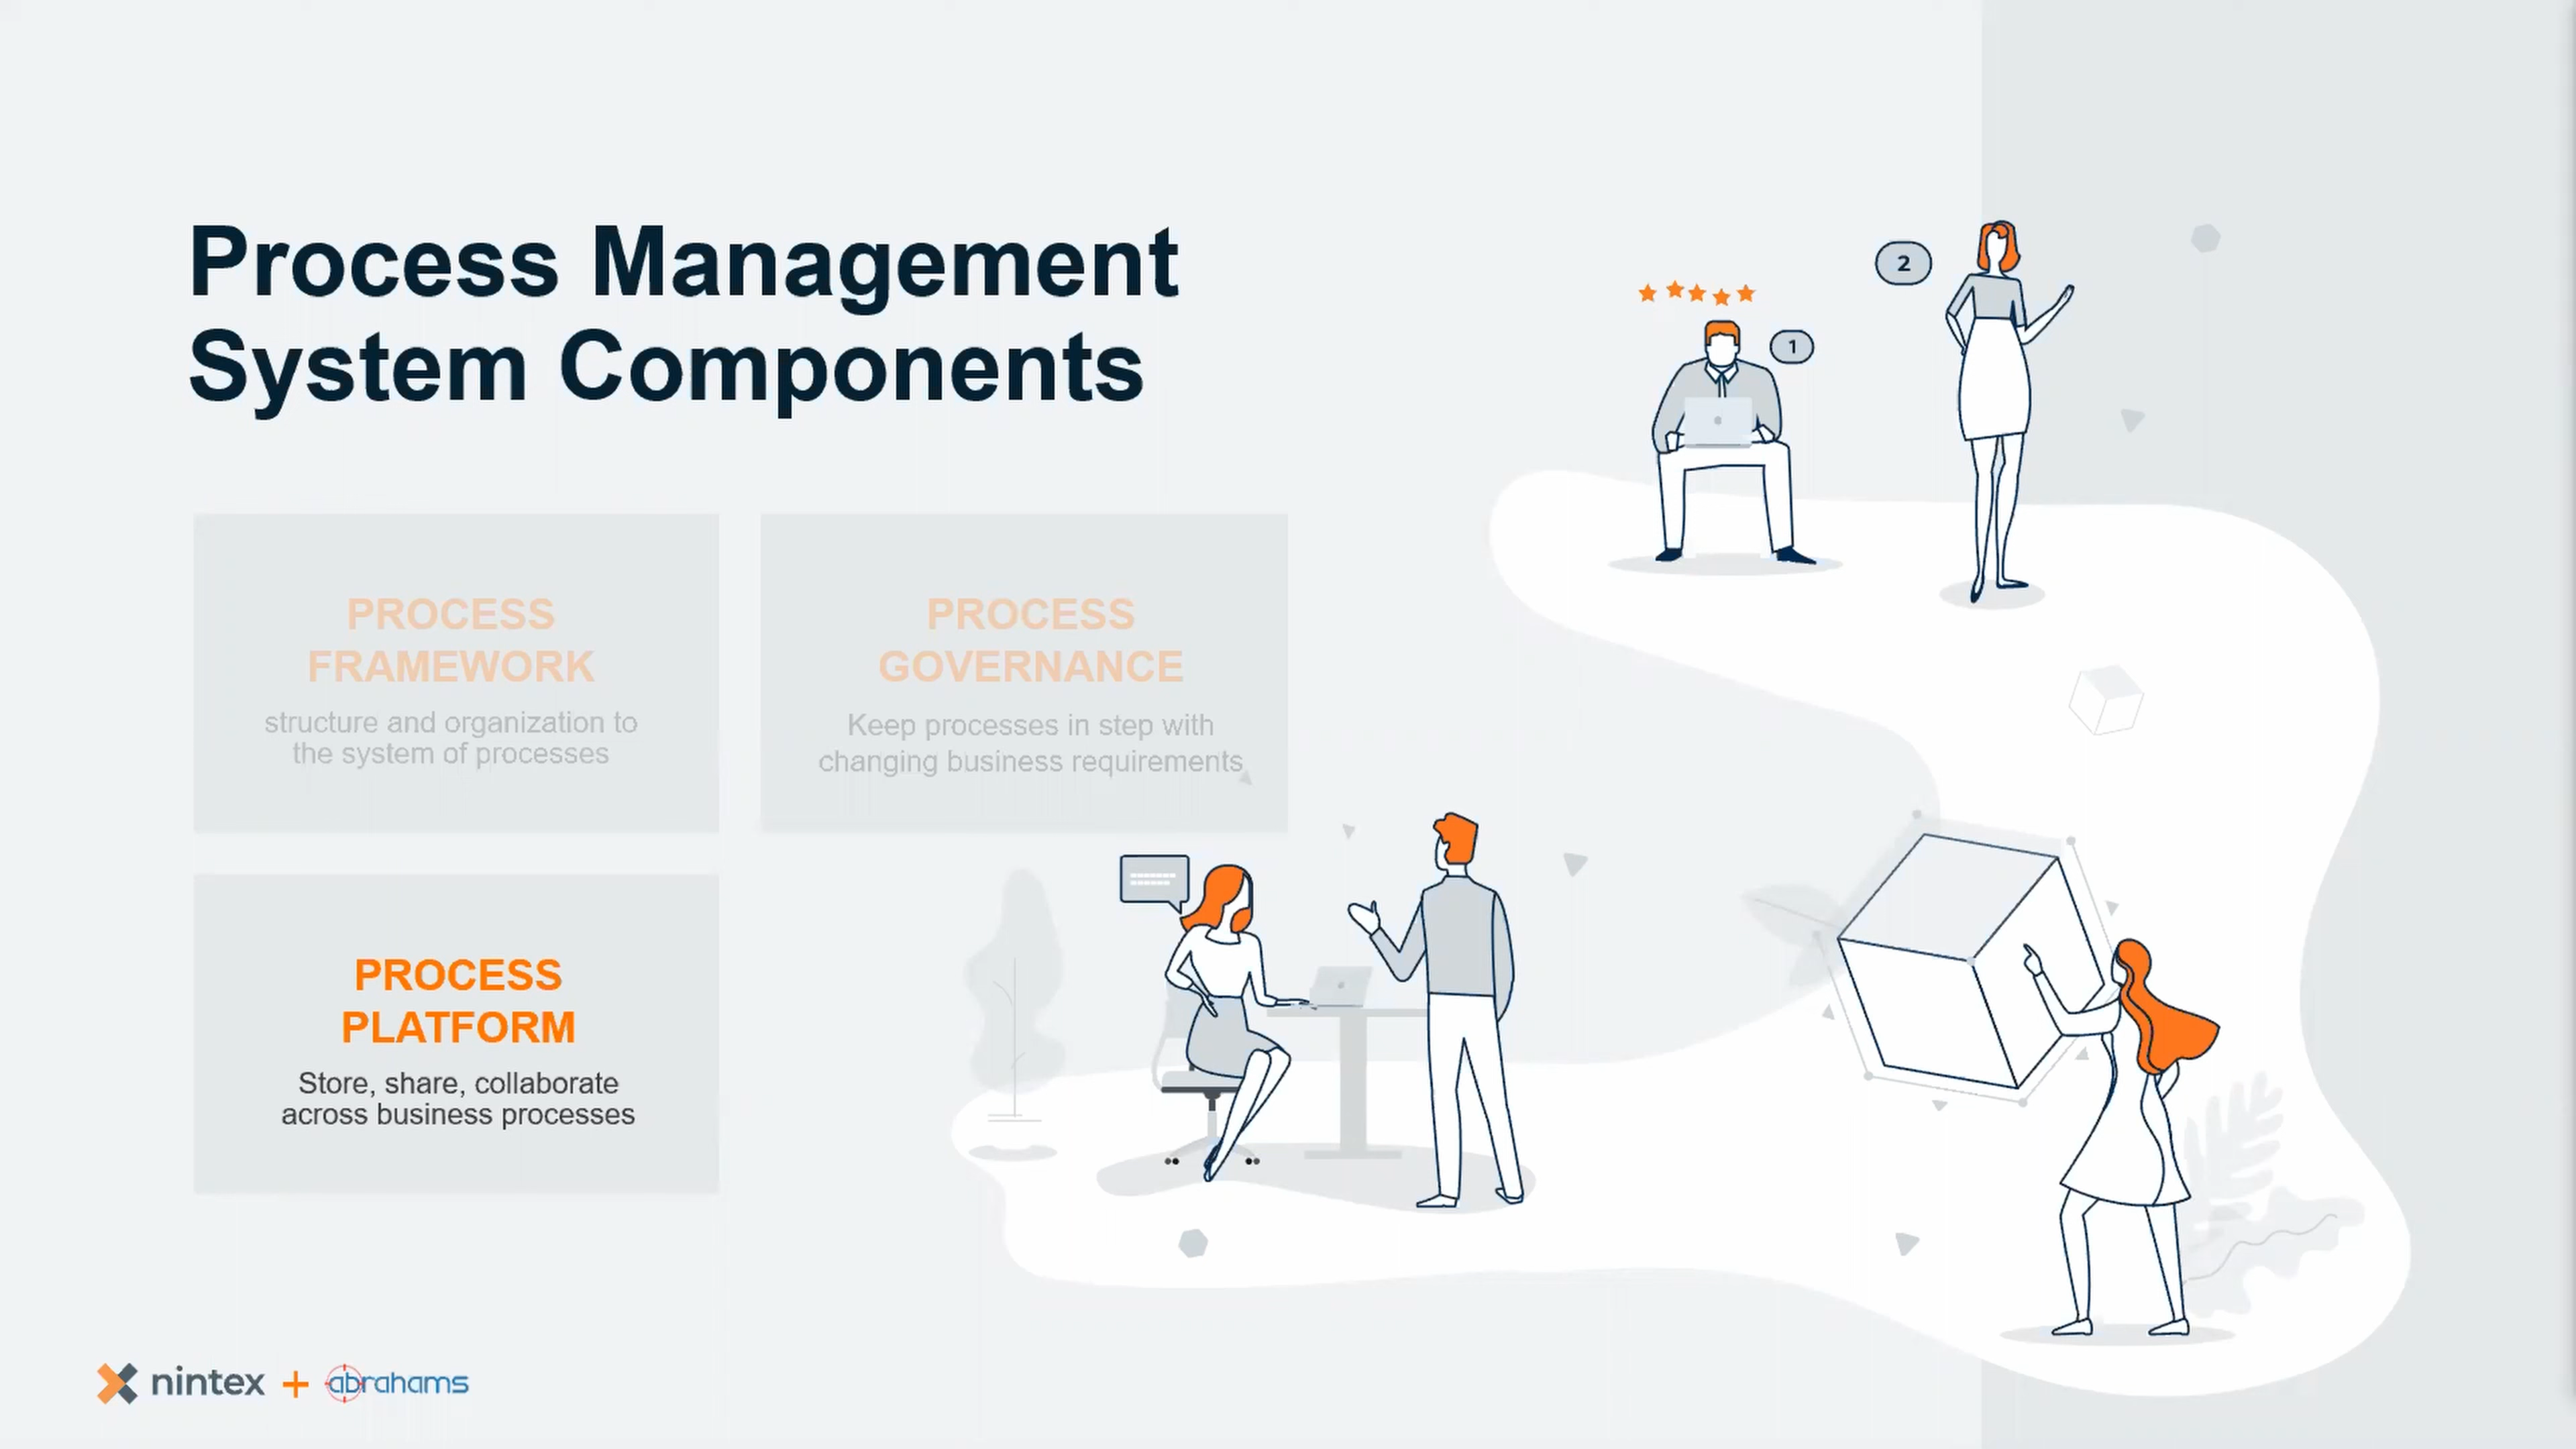 Process Management
System Components
PROCESS
FRAMEWORK
structure and organization to
the system of processes
PROCESS
GOVERNANCE
Keep processes in step with
changing business requirements
PROCESS
PLATFORM
Store, share, collaborate
across business processes
1
2
nintex + abrahams